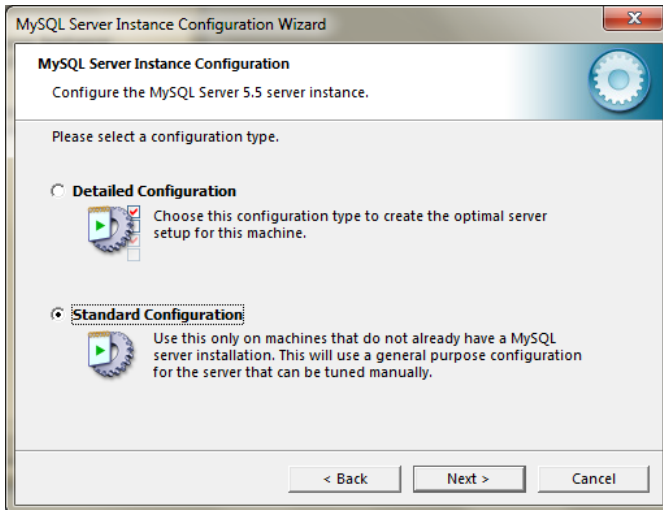 MySQL Server Instance Configuration Wizard
MySQL Server Instance Configuration
Configure the MySQL Server 5.5 server instance.
Please select a configuration type.
Detailed Configuration
Choose this configuration type to create the optimal server
setup for this machine.
Standard Configuration
Use this only on machines that do not already have a MySQL
server installation. This will use a general purpose configuration
for the server that can be tuned manually.
< Back
Next >
Cancel